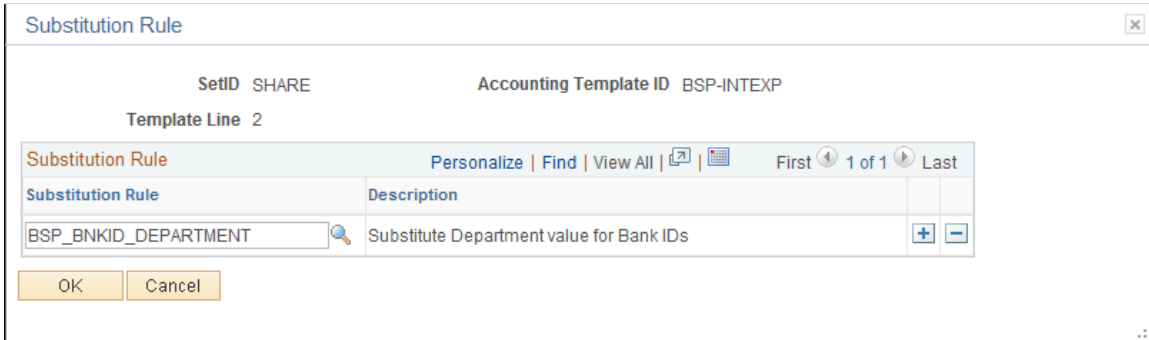 Substitution Rule
SetID SHARE Accounting Template ID BSP-INTEXP
Template Line 2
Substitution Rule Personalize | Find | View All | | First 1 of 1 Last
Substitution Rule Description
BSP_BNKID_DEPARTMENT Substitute Department value for Bank IDs
OK Cancel